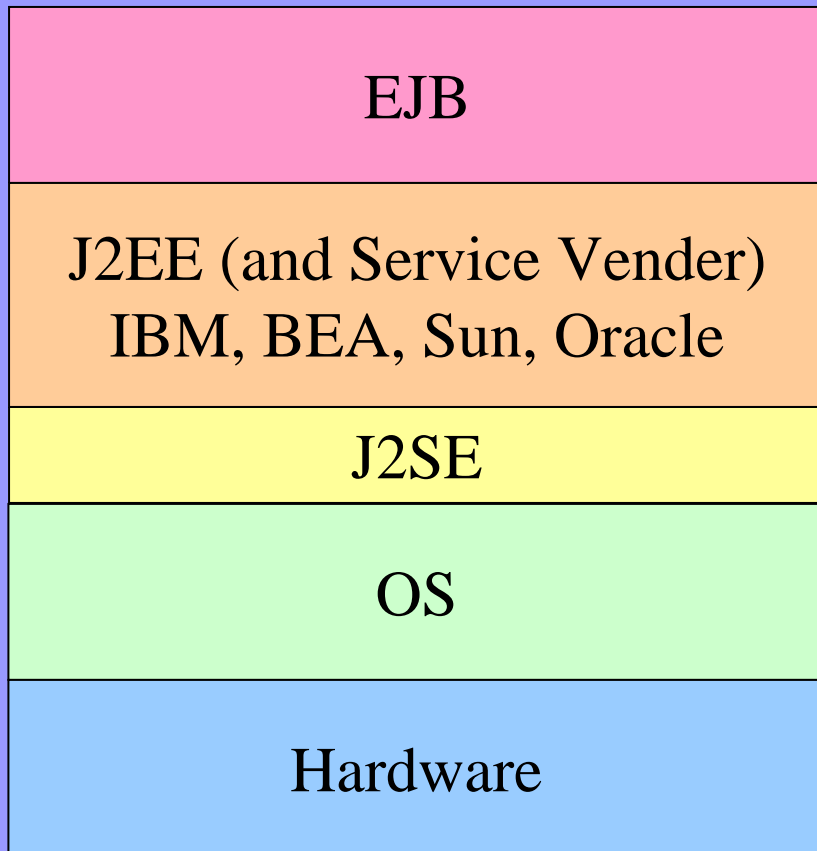 EJB
J2EE (and Service Vender)
IBM, BEA, Sun, Oracle
J2SE
OS
Hardware